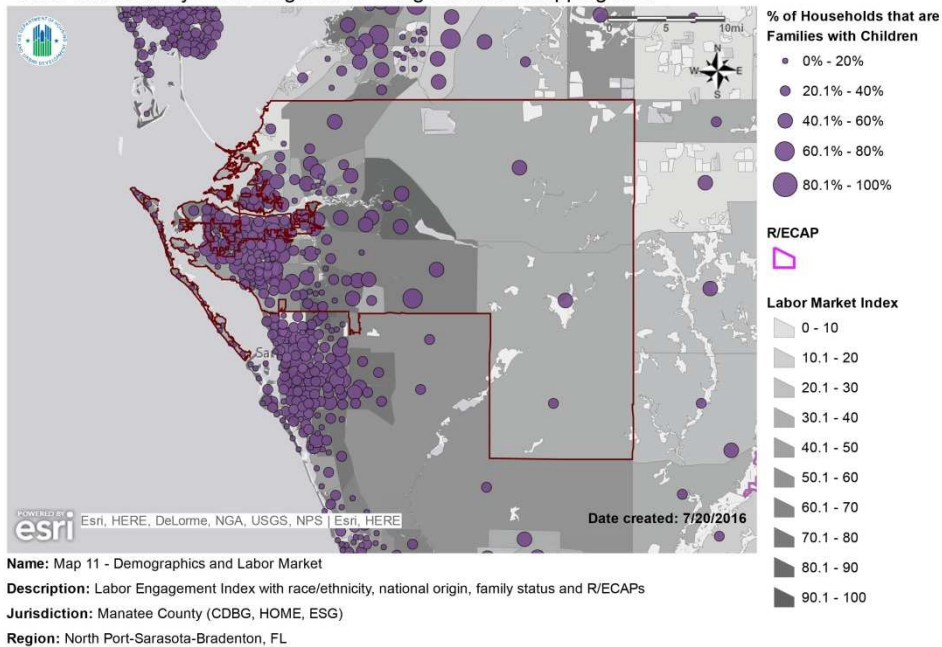 % of Households that are
Families with Children
0% - 20%
20.1% - 40%
40.1% - 60%
60.1% - 80%
80.1% - 100%
R/ECAP
Labor Market Index
0 - 10
10.1 - 20
20.1 - 30
30.1 - 40
40.1 - 50
50.1 - 60
60.1 - 70
70.1 - 80
80.1 - 90
90.1 - 100
0 5 10mi
N
W E
S
POWERED BY
esri
Esri, HERE, DeLorme, NGA, USGS, NPS | Esri, HERE
Date created: 7/20/2016
Name: Map 11 - Demographics and Labor Market
Description: Labor Engagement Index with race/ethnicity, national origin, family status and R/ECAPs
Jurisdiction: Manatee County (CDBG, HOME, ESG)
Region: North Port-Sarasota-Bradenton, FL